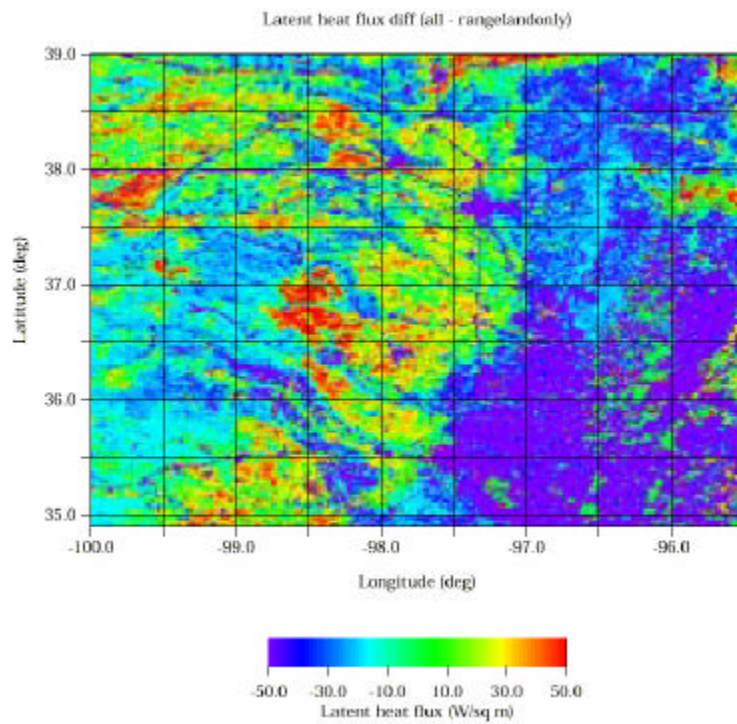 Latent heat flux diff (all - rangelandonly)
39.0
38.0
37.0
36.0
35.0
Latitude (deg)
-100.0 -99.0 -98.0 -97.0 -96.0
Longitude (deg)
-50.0 -30.0 -10.0 10.0 30.0 50.0
Latent heat flux (W/sq m)